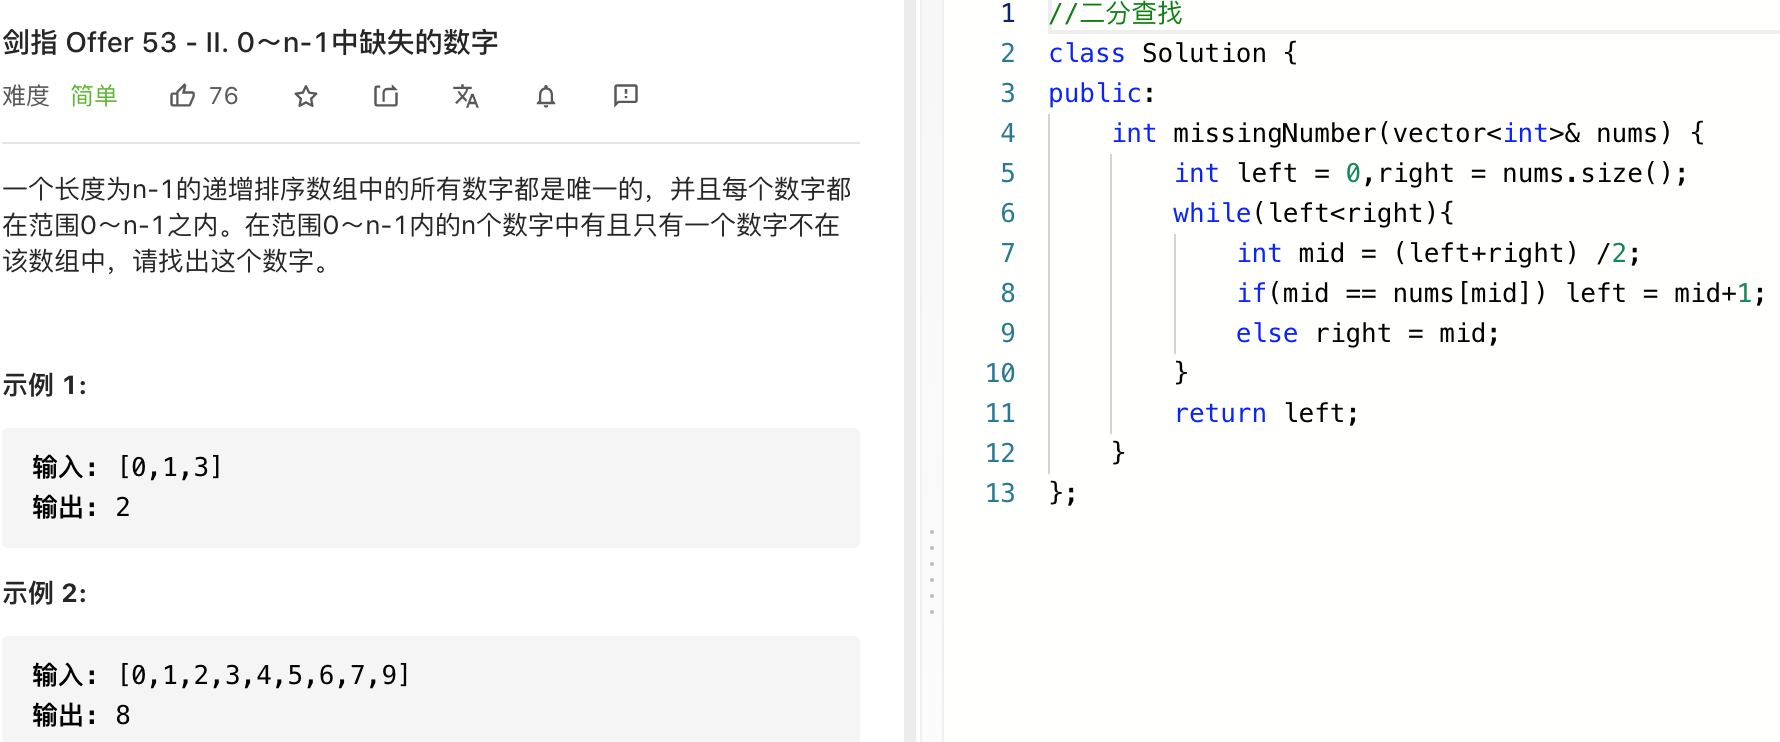 剑指 Offer 53 - II. 0～n-1中缺失的数字
难度 简单 76
一个长度为n-1的递增排序数组中的所有数字都是唯一的，并且每个数字都
在范围0～n-1之内。在范围0～n-1内的n个数字中有且只有一个数字不在
该数组中，请找出这个数字。
示例 1:
输入: [0,1,3]
输出: 2
示例 2:
输入: [0,1,2,3,4,5,6,7,9]
输出: 8
1 //二分查找
2 class Solution {
3 public:
4     int missingNumber(vector<int>& nums) {
5         int left = 0,right = nums.size();
6         while(left<right){
7             int mid = (left+right) /2;
8             if(mid == nums[mid]) left = mid+1;
9             else right = mid;
10         }
11         return left;
12     }
13 };